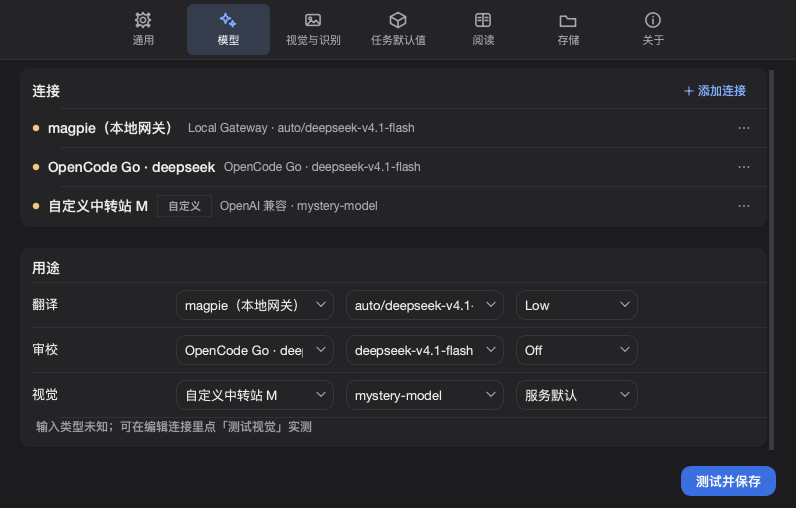 通用 模型 视觉与识别 任务默认值 阅读 存储 关于
连接 + 添加连接
magpie（本地网关） Local Gateway · auto/deepseek-v4.1-flash ···
OpenCode Go · deepseek OpenCode Go · deepseek-v4.1-flash ···
自定义中转站 M 自定义 OpenAI 兼容 · mystery-model ···
用途
翻译 magpie（本地网关） auto/deepseek-v4.1- Low
审校 OpenCode Go · deep deepseek-v4.1-flash Off
视觉 自定义中转站 M mystery-model 服务默认
输入类型未知；可在编辑连接里点「测试视觉」实测
测试并保存